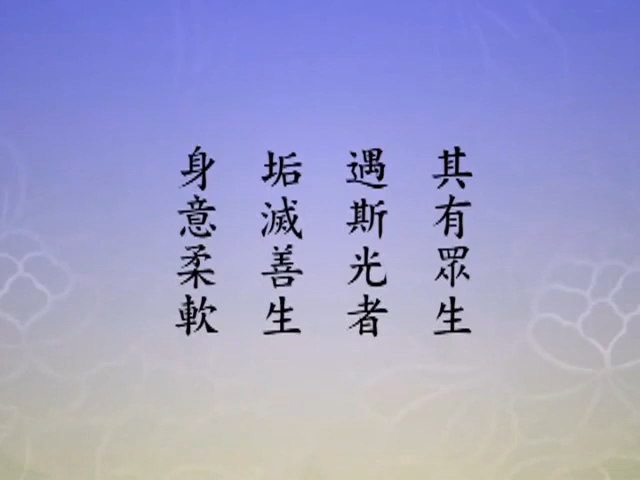 其有眾生
遇斯光者
垢滅善生
身意柔軟